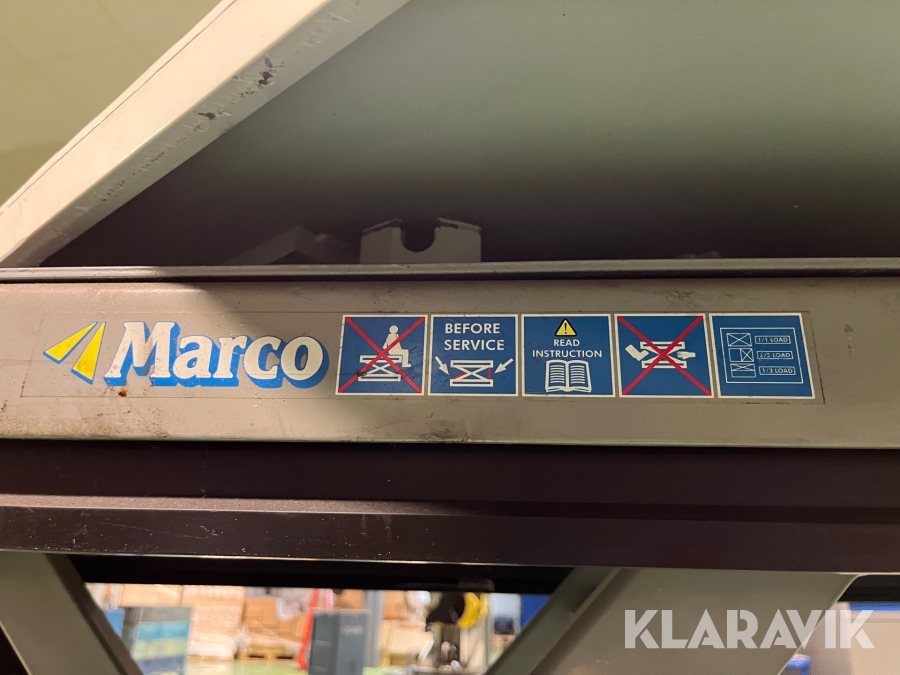 Marco
BEFORE
SERVICE
READ
INSTRUCTION
1/1 LOAD
1/2 LOAD
1/3 LOAD
KLARAVIK